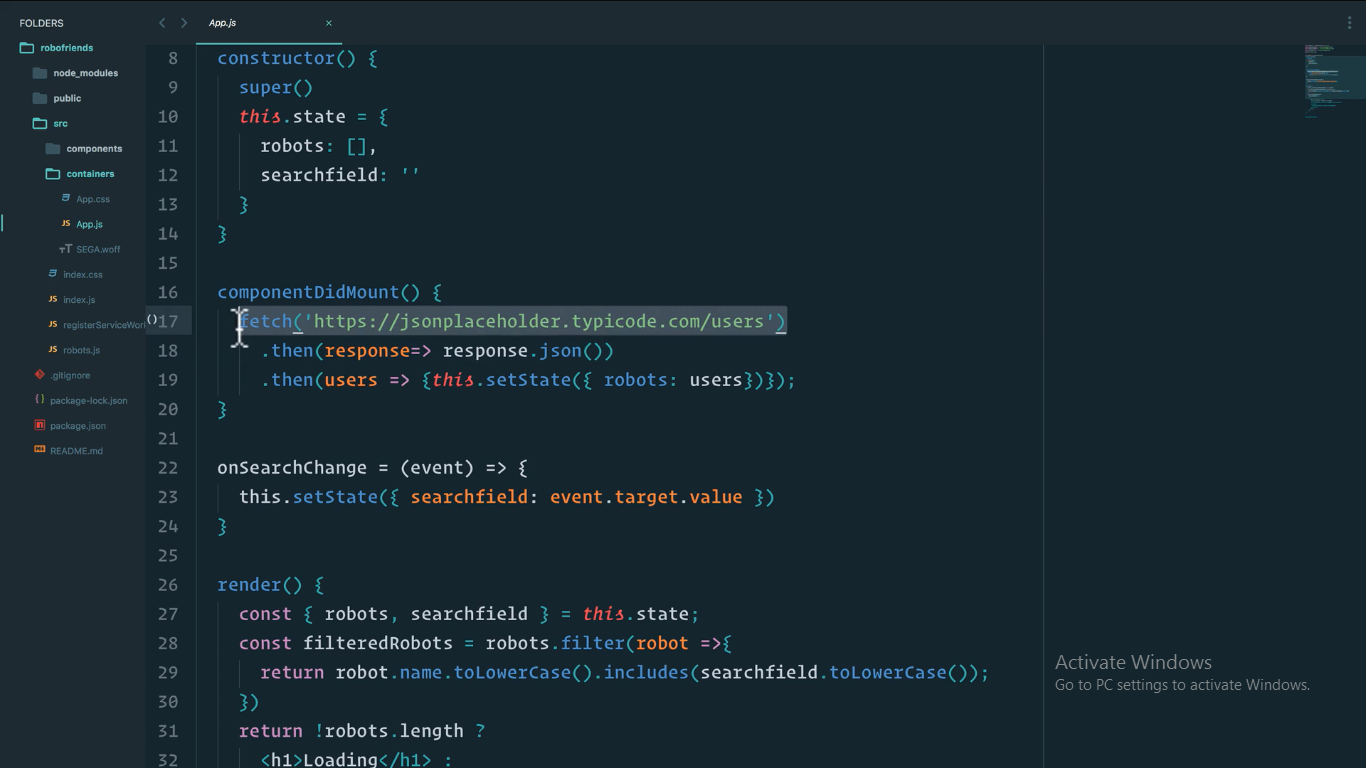 FOLDERS
robofriends
node_modules
public
src
components
containers
App.css
App.js
SEGA.woff
index.css
index.js
registerServiceWor
robots.js
.gitignore
package-lock.json
package.json
README.md
App.js ×
8 constructor() {
9 super()
10 this.state = {
11 robots: [],
12 searchfield: ''
13 }
14 }
15
16 componentDidMount() {
17 fetch('https://jsonplaceholder.typicode.com/users')
18 .then(response=> response.json())
19 .then(users => {this.setState({ robots: users})});
20 }
21
22 onSearchChange = (event) => {
23 this.setState({ searchfield: event.target.value })
24 }
25
26 render() {
27 const { robots, searchfield } = this.state;
28 const filteredRobots = robots.filter(robot =>{
29 return robot.name.toLowerCase().includes(searchfield.toLowerCase());
30 })
31 return !robots.length ?
32 <h1>Loading</h1> :
Activate Windows
Go to PC settings to activate Windows.